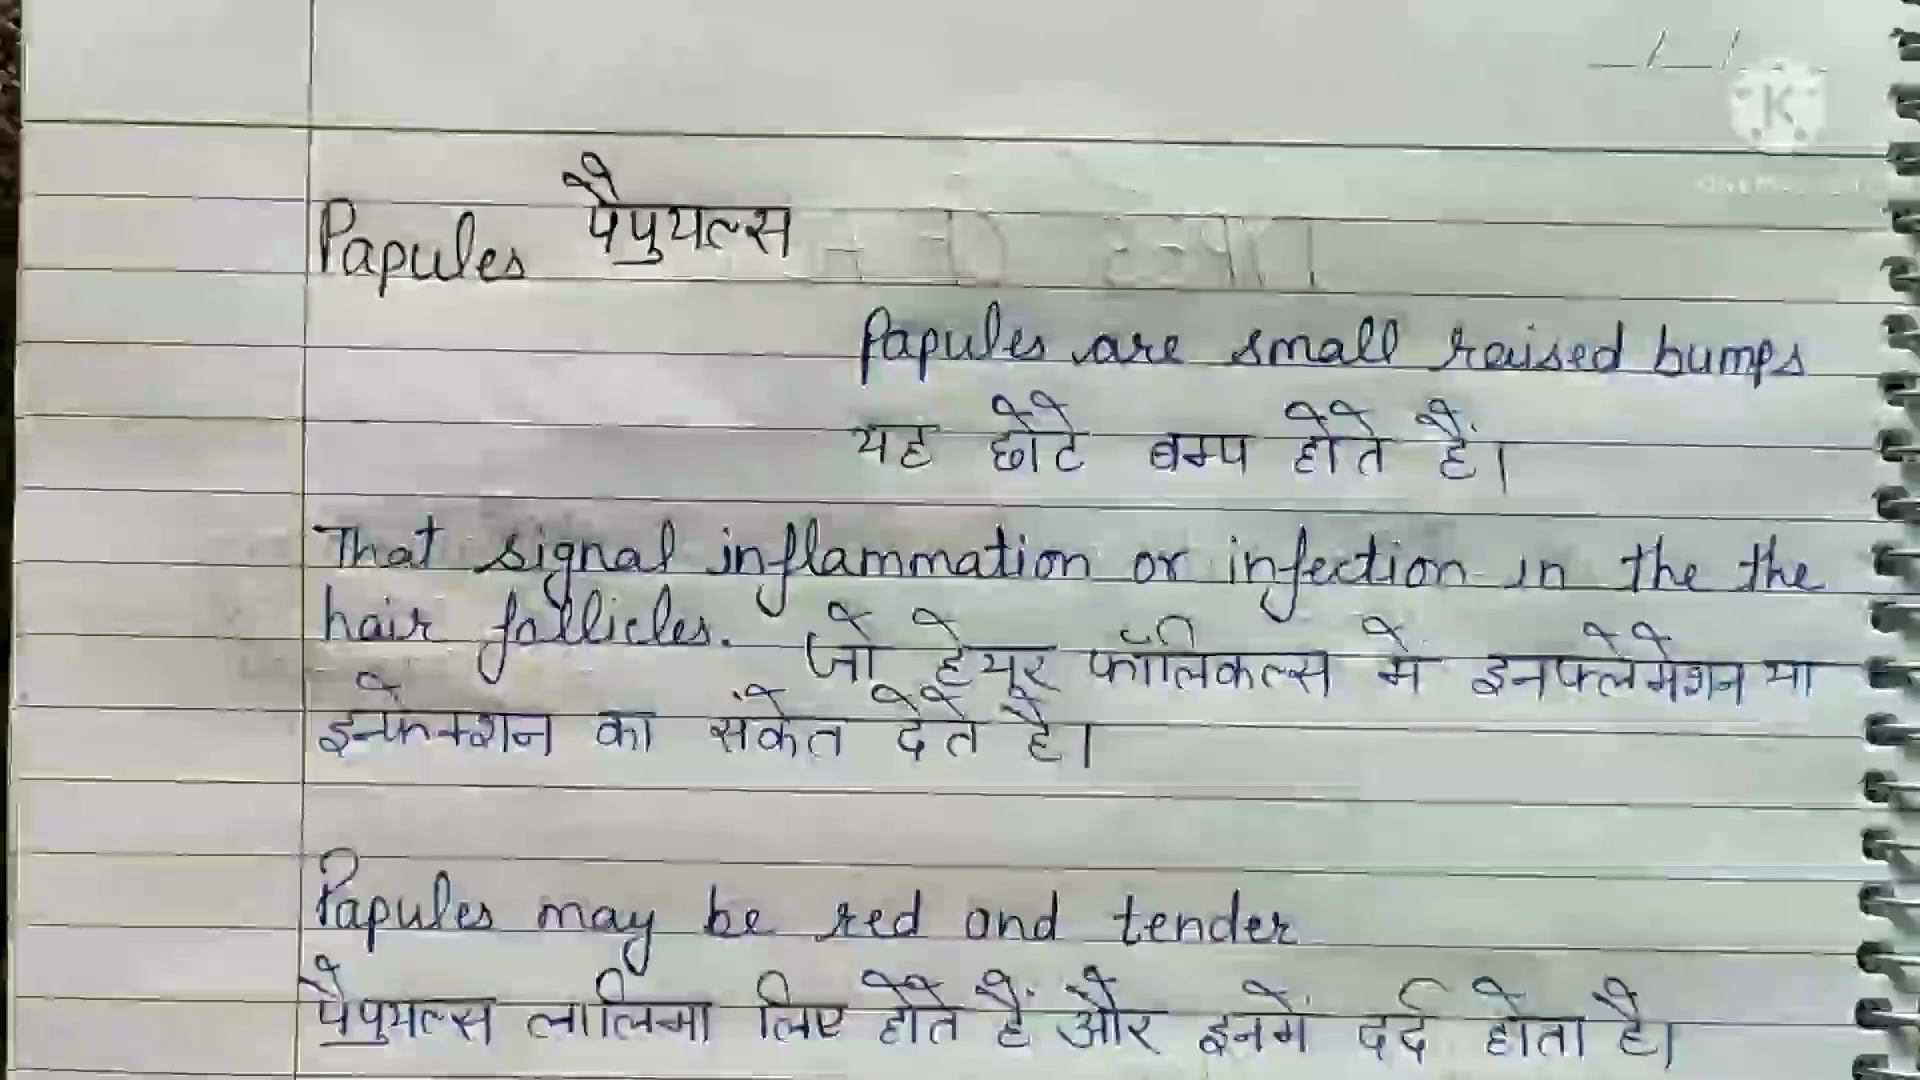 Papules पैपुयल्स
Papules are small raised bumps
यह छोटे बम्प होते हैं।
That signal inflammation or infection in the the
hair follicles. जो हेयर फॉलिकल्स में इनफ्लेमेशन या
इन्फेक्शन का संकेत देते है।
Papules may be red and tender
पैपुयल्स लालिमा लिए होते हैं और इनमें दर्द होता है।